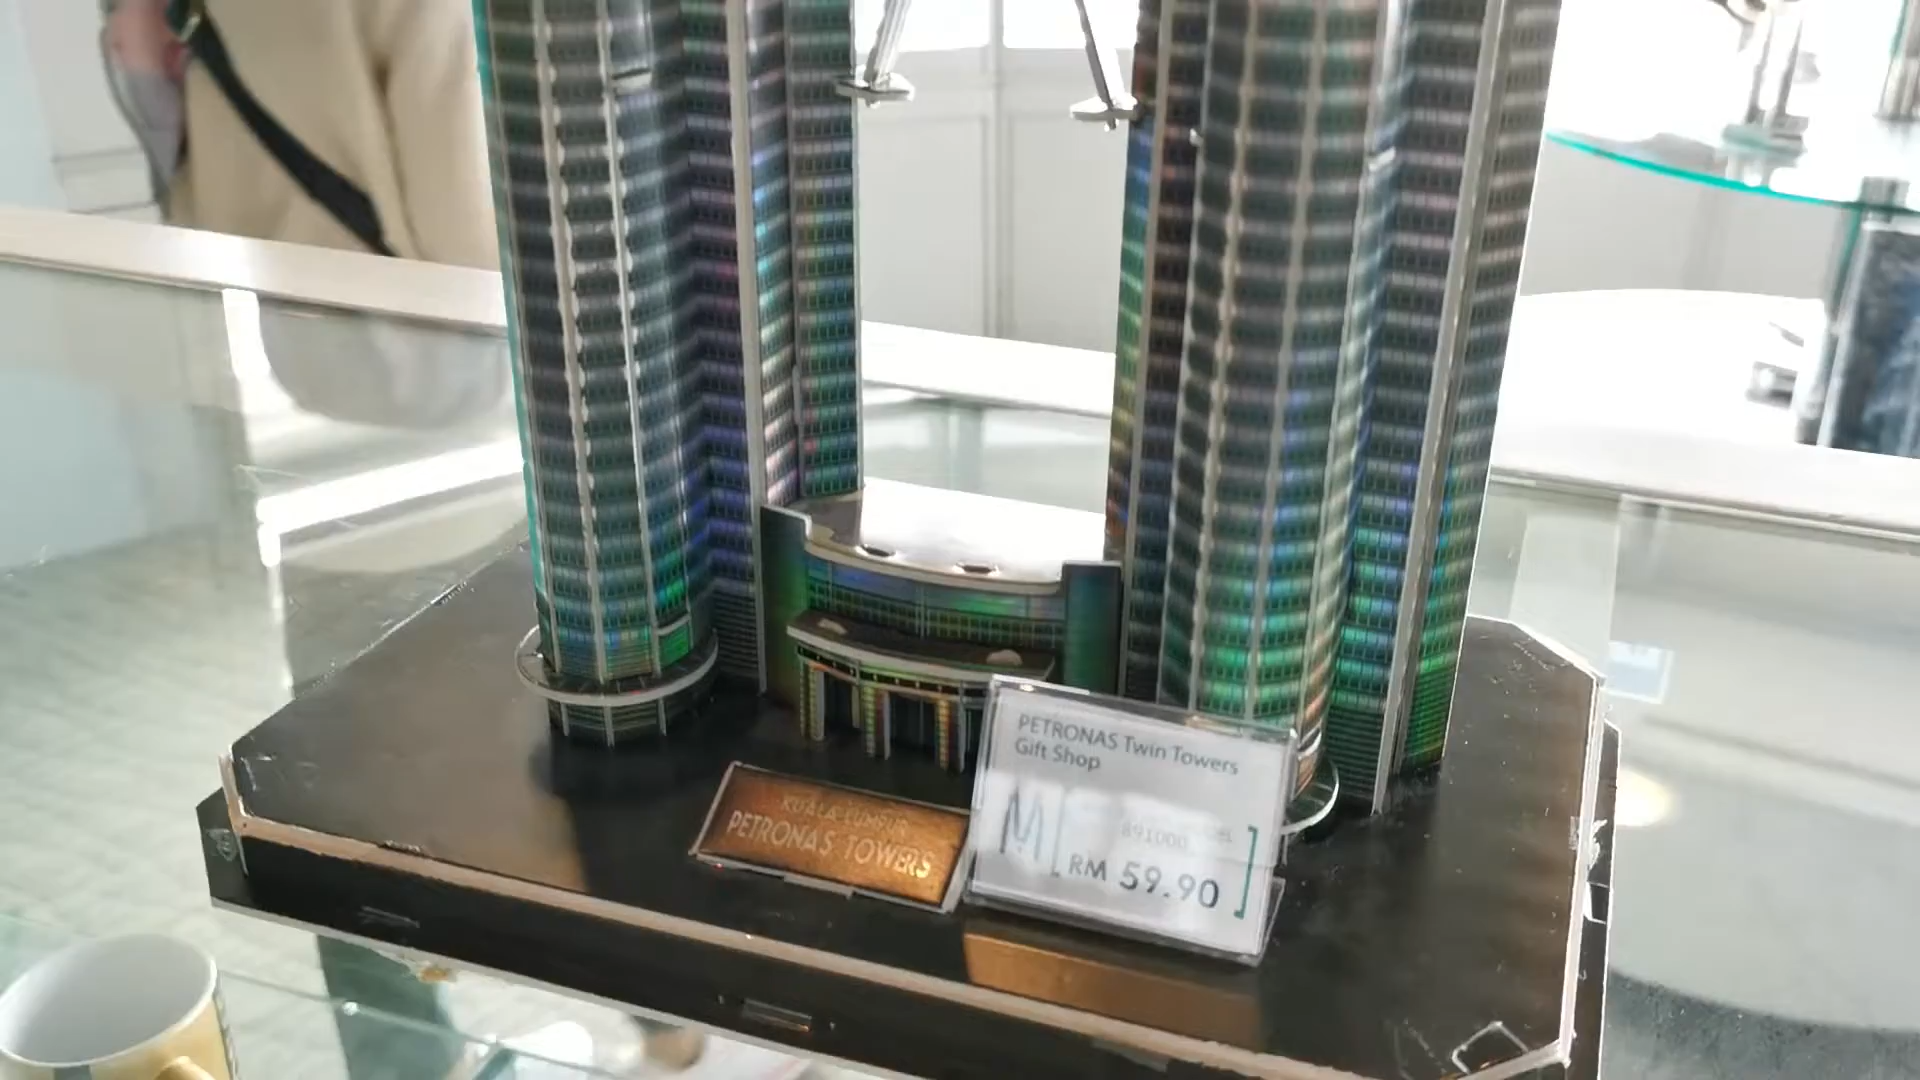 PETRONAS Twin Towers
Gift Shop
891000
RM 59.90
KUALA LUMPUR
PETRONAS TOWERS